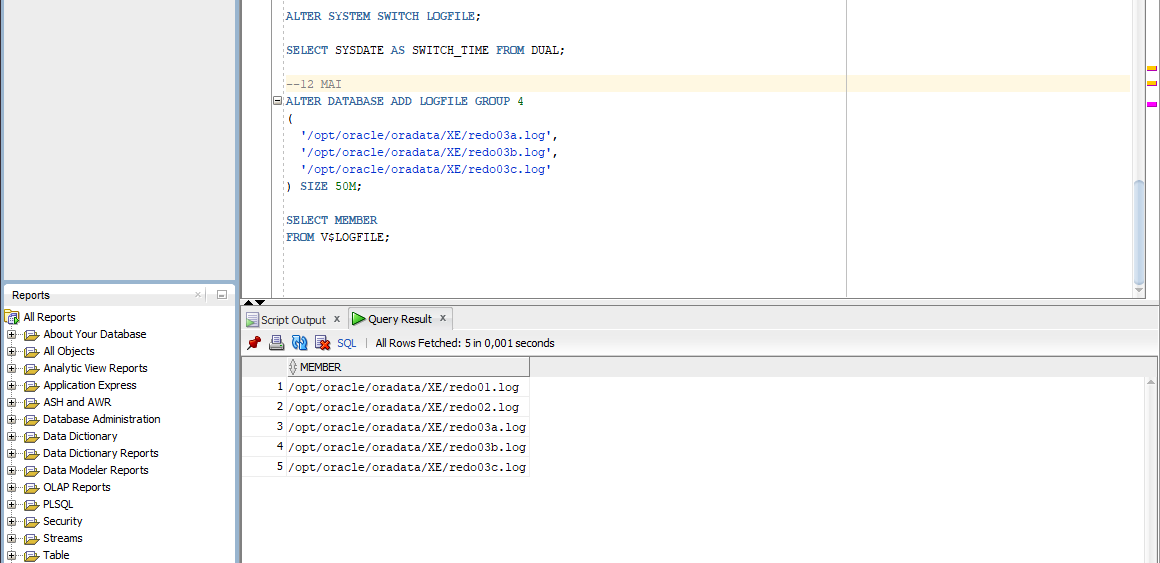 ALTER SYSTEM SWITCH LOGFILE;
SELECT SYSDATE AS SWITCH_TIME FROM DUAL;
--12 MAI
ALTER DATABASE ADD LOGFILE GROUP 4
(
'/opt/oracle/oradata/XE/redo03a.log',
'/opt/oracle/oradata/XE/redo03b.log',
'/opt/oracle/oradata/XE/redo03c.log'
) SIZE 50M;
SELECT MEMBER
FROM V$LOGFILE;
Reports
All Reports
About Your Database
All Objects
Analytic View Reports
Application Express
ASH and AWR
Database Administration
Data Dictionary
Data Dictionary Reports
Data Modeler Reports
OLAP Reports
PLSQL
Security
Streams
Table
Script Output x Query Result x
SQL | All Rows Fetched: 5 in 0,001 seconds
MEMBER
1 /opt/oracle/oradata/XE/redo01.log
2 /opt/oracle/oradata/XE/redo02.log
3 /opt/oracle/oradata/XE/redo03a.log
4 /opt/oracle/oradata/XE/redo03b.log
5 /opt/oracle/oradata/XE/redo03c.log